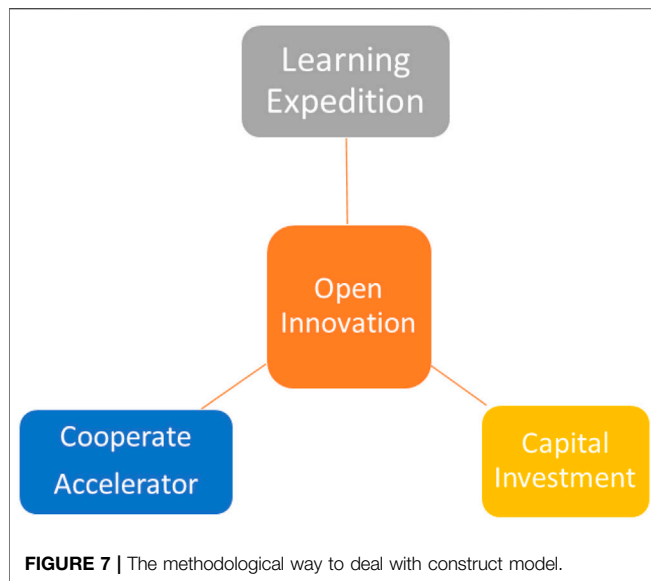 Learning
Expedition
Open
Innovation
Cooperate
Accelerator
Capital
Investment
FIGURE 7 | The methodological way to deal with construct model.